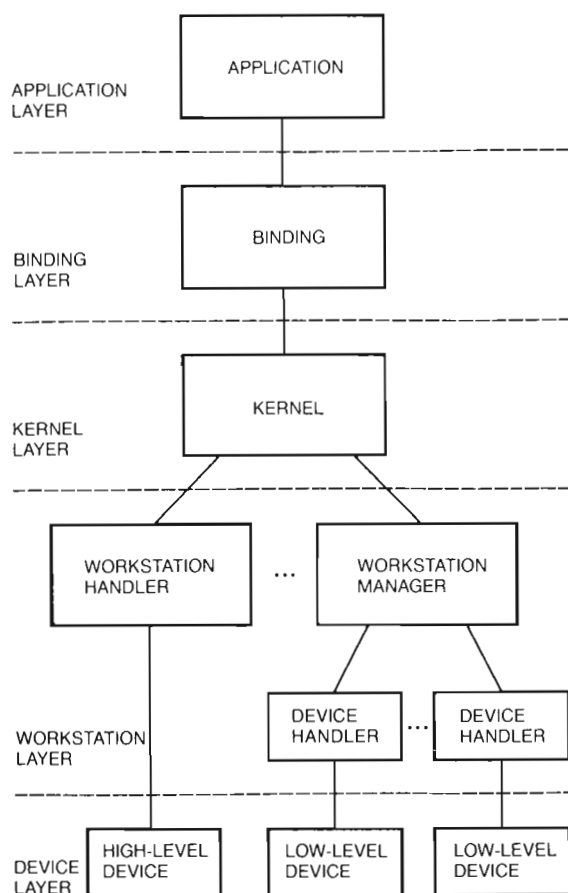 APPLICATION
APPLICATION
LAYER
BINDING
BINDING
LAYER
KERNEL
KERNEL
LAYER
WORKSTATION
HANDLER
...
WORKSTATION
MANAGER
DEVICE
HANDLER
...
DEVICE
HANDLER
WORKSTATION
LAYER
HIGH-LEVEL
DEVICE
LOW-LEVEL
DEVICE
LOW-LEVEL
DEVICE
DEVICE
LAYER